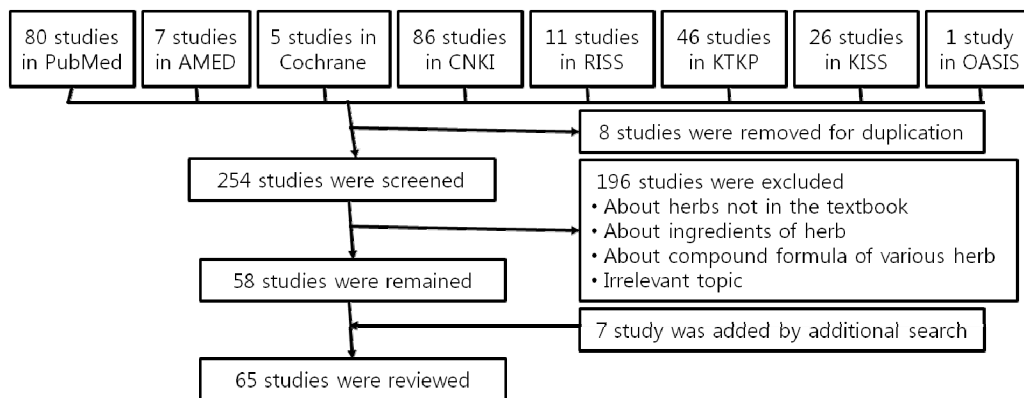 80 studies
in PubMed
7 studies
in AMED
5 studies in
Cochrane
86 studies
in CNKI
11 studies
in RISS
46 studies
in KTKP
26 studies
in KISS
1 study
in OASIS
8 studies were removed for duplication
254 studies were screened
196 studies were excluded
• About herbs not in the textbook
• About ingredients of herb
• About compound formula of various herb
• Irrelevant topic
58 studies were remained
7 study was added by additional search
65 studies were reviewed